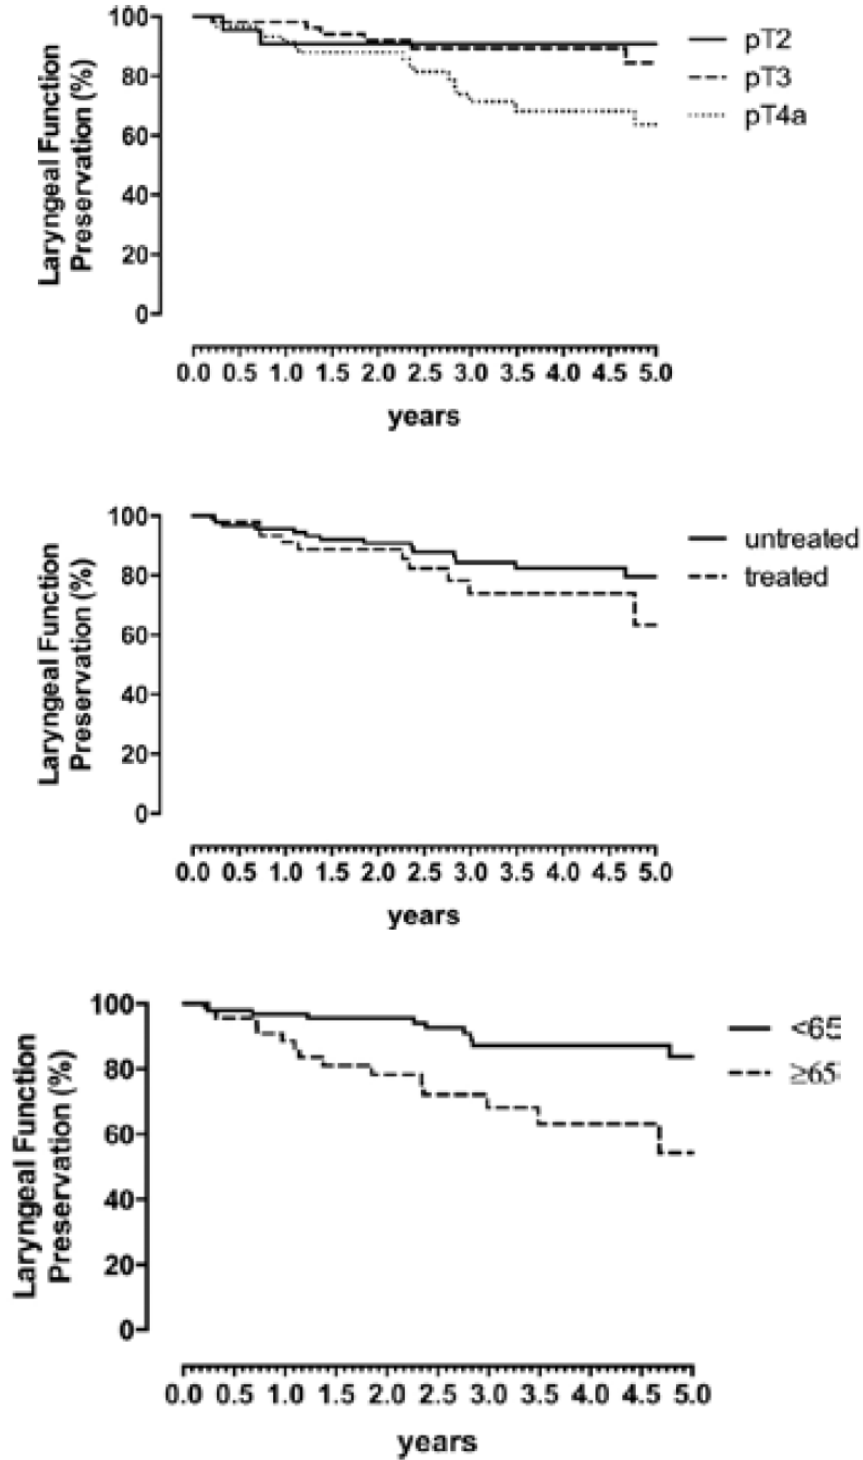 Laryngeal Function
Preservation (%)
100
80
60
40
20
0
0.0 0.5 1.0 1.5 2.0 2.5 3.0 3.5 4.0 4.5 5.0
years
pT2
pT3
pT4a
Laryngeal Function
Preservation (%)
100
80
60
40
20
0
0.0 0.5 1.0 1.5 2.0 2.5 3.0 3.5 4.0 4.5 5.0
years
untreated
treated
Laryngeal Function
Preservation (%)
100
80
60
40
20
0
0.0 0.5 1.0 1.5 2.0 2.5 3.0 3.5 4.0 4.5 5.0
years
<65
≥65